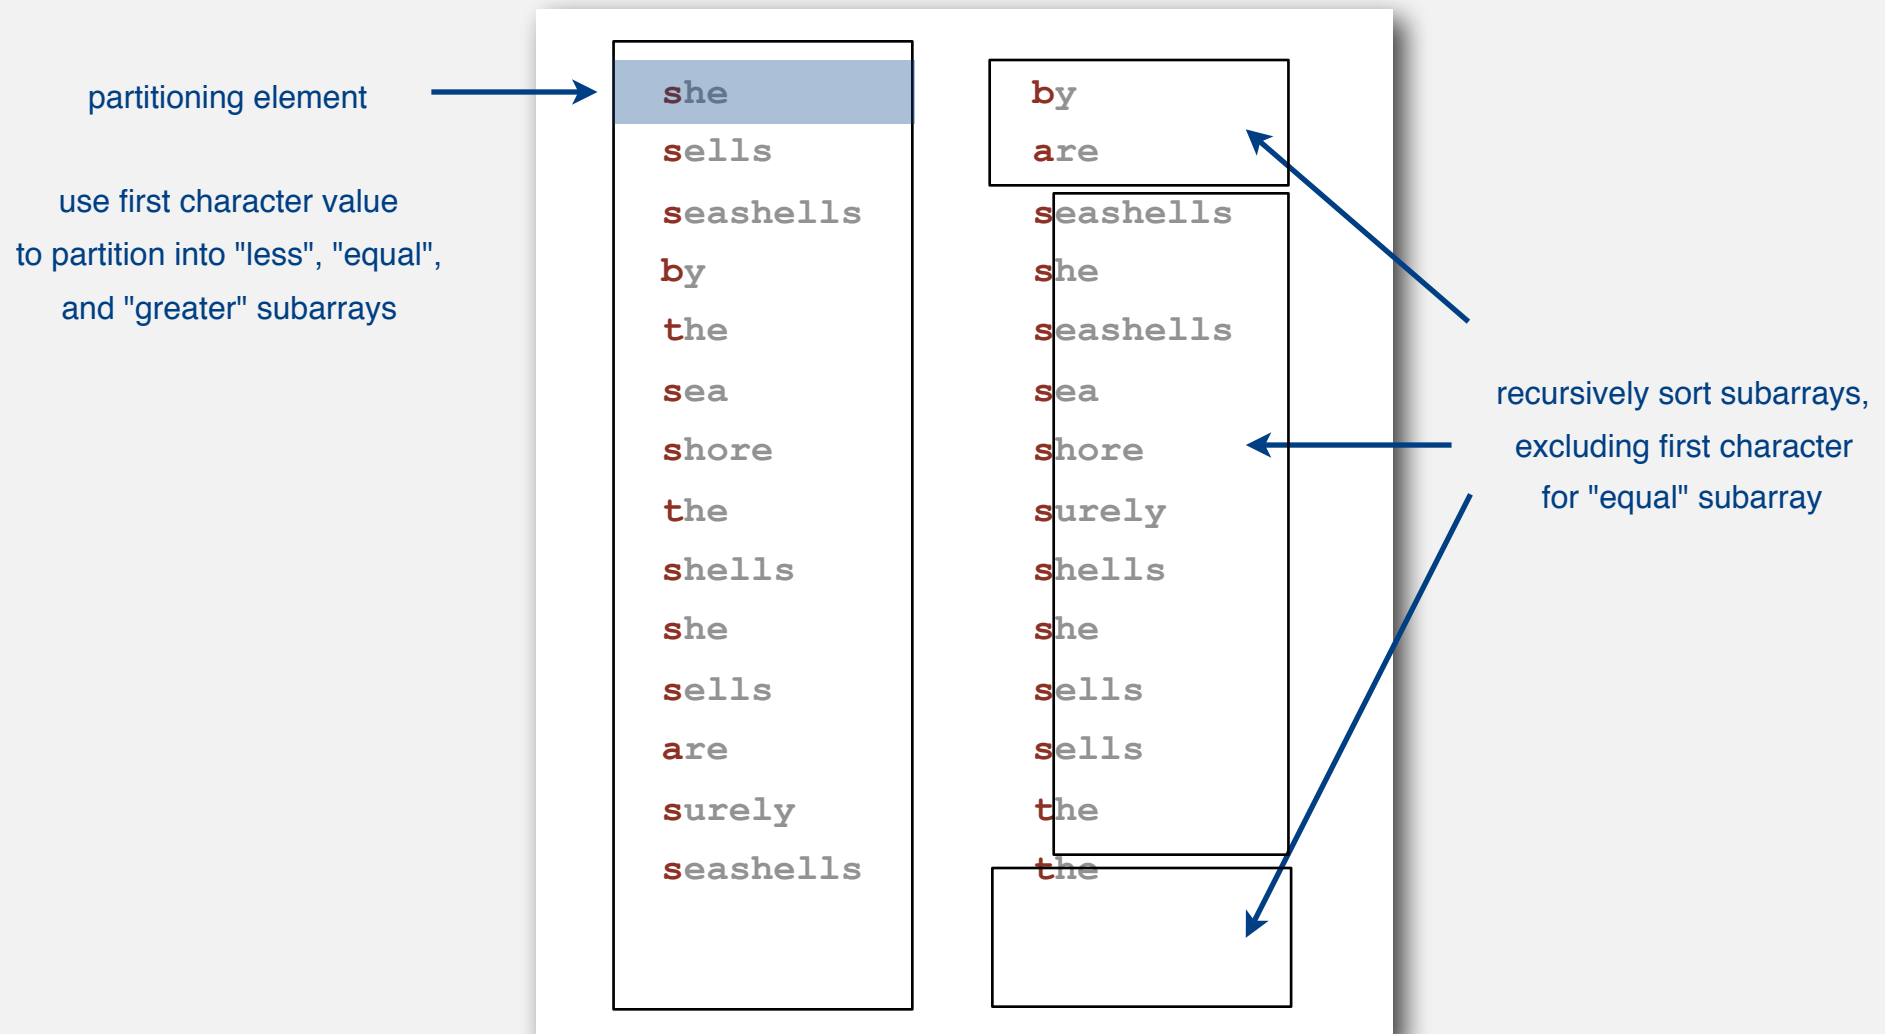 partitioning element
use first character value
to partition into "less", "equal",
and "greater" subarrays
she
sells
seashells
by
the
sea
shore
the
shells
she
sells
are
surely
seashells
by
are
seashells
she
seashells
sea
shore
surely
shells
she
sells
sells
the
the
recursively sort subarrays,
excluding first character
for "equal" subarray